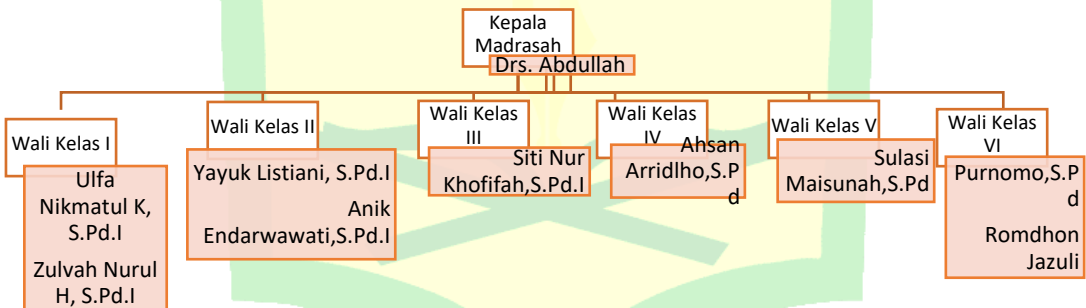 Kepala
Madrasah
Drs. Abdullah
Wali Kelas I
Ulfa
Nikmatul K,
S.Pd.I
Zulvah Nurul
H, S.Pd.I
Wali Kelas II
Yayuk Listiani, S.Pd.I
Anik
Endarwawati,S.Pd.I
Wali Kelas
III
Siti Nur
Khofifah,S.Pd.I
Wali Kelas
IV
Ahsan
Arridlho,S.P
d
Wali Kelas V
Sulasi
Maisunah,S.Pd
Wali Kelas
VI
Purnomo,S.P
d
Romdhon
Jazuli